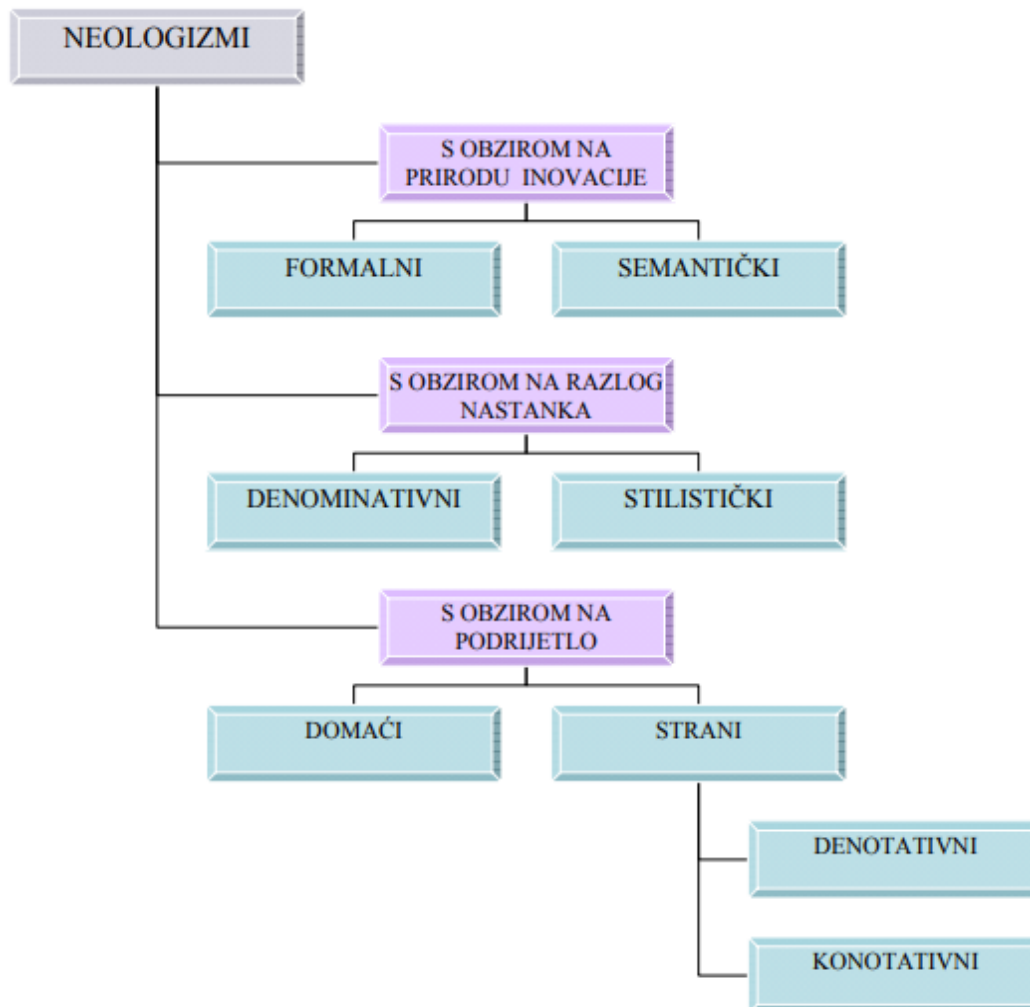 NEOLOGIZMI
S OBZIROM NA
PRIRODU INOVACIJE
FORMALNI
SEMANTIČKI
S OBZIROM NA RAZLOG
NASTANKA
DENOMINATIVNI
STILISTIČKI
S OBZIROM NA
PODRIJETLO
DOMAĆI
STRANI
DENOTATIVNI
KONOTATIVNI